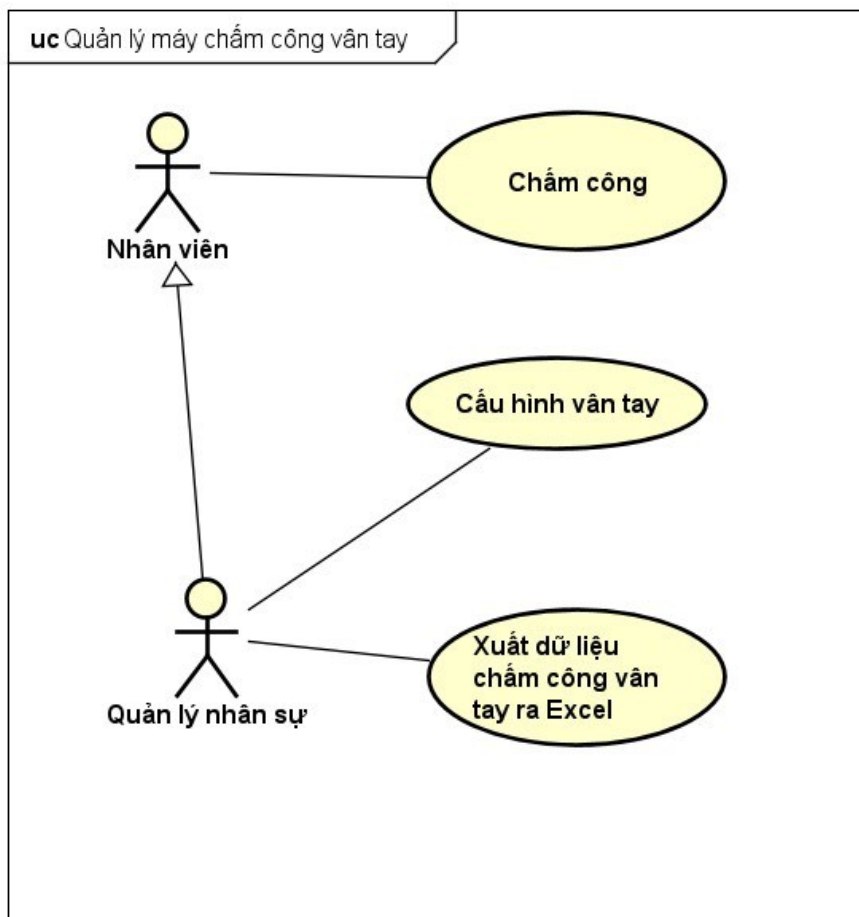 uc Quản lý máy chấm công vân tay
Chấm công
Nhân viên
Cấu hình vân tay
Xuất dữ liệu
chấm công vân
tay ra Excel
Quản lý nhân sự